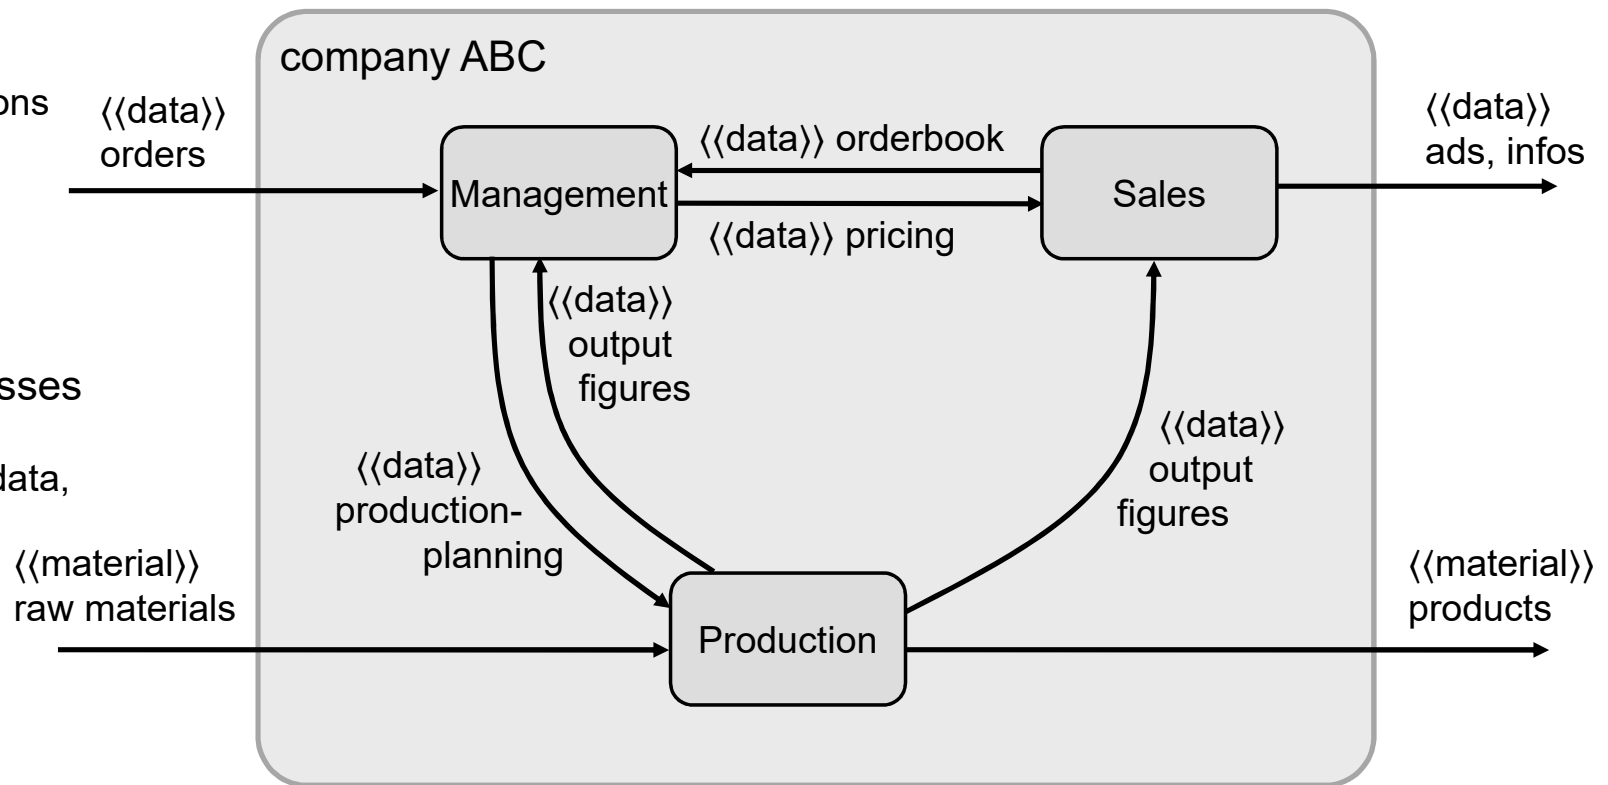 company ABC
ons
⟨⟨data⟩⟩
orders
⟨⟨data⟩⟩ orderbook
⟨⟨data⟩⟩
ads, infos
Management
Sales
⟨⟨data⟩⟩ pricing
⟨⟨data⟩⟩
output
figures
sses
⟨⟨data⟩⟩
output
figures
⟨⟨data⟩⟩
production-
planning
data,
⟨⟨material⟩⟩
raw materials
⟨⟨material⟩⟩
products
Production